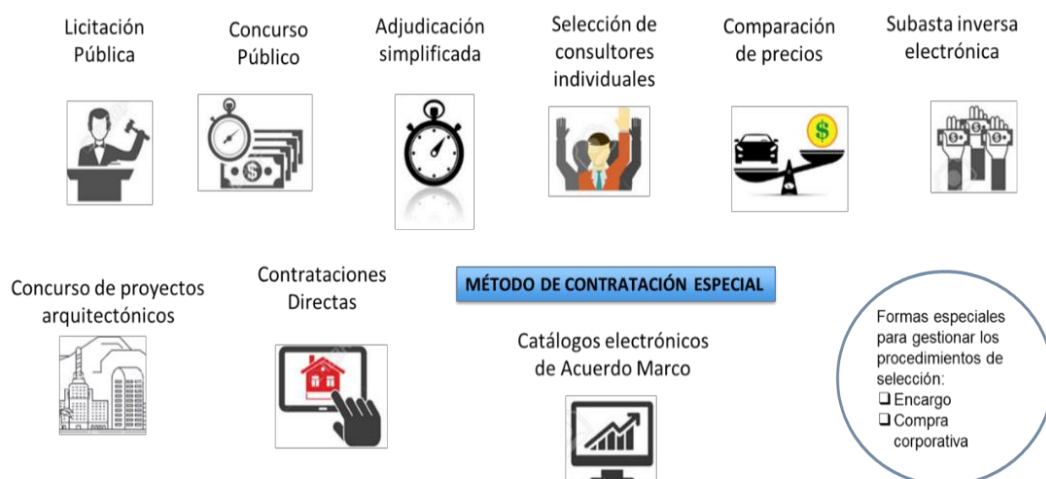 Licitación
Pública
Concurso
Público
Adjudicación
simplificada
Selección de
consultores
individuales
Comparación
de precios
Subasta inversa
electrónica
Concurso de proyectos
arquitectónicos
Contrataciones
Directas
MÉTODO DE CONTRATACIÓN ESPECIAL
Catálogos electrónicos
de Acuerdo Marco
Formas especiales
para gestionar los
procedimientos de
selección:
❑ Encargo
❑ Compra
corporativa